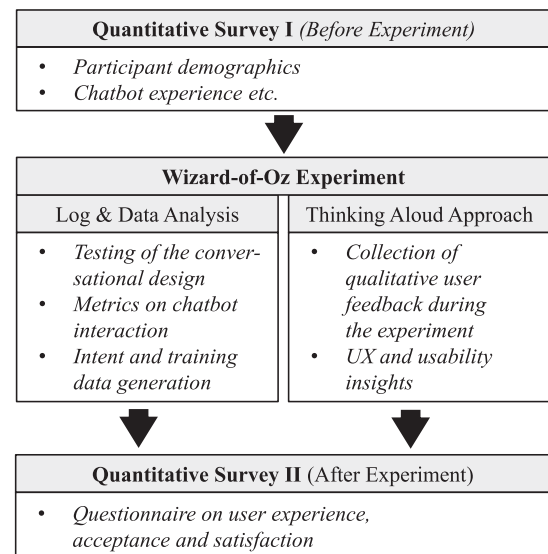 Quantitative Survey I (Before Experiment)
• Participant demographics
• Chatbot experience etc.
Wizard-of-Oz Experiment
Log & Data Analysis
• Testing of the conver-
sational design
• Metrics on chatbot
interaction
• Intent and training
data generation
Thinking Aloud Approach
• Collection of
qualitative user
feedback during
the experiment
• UX and usability
insights
Quantitative Survey II (After Experiment)
• Questionnaire on user experience,
acceptance and satisfaction